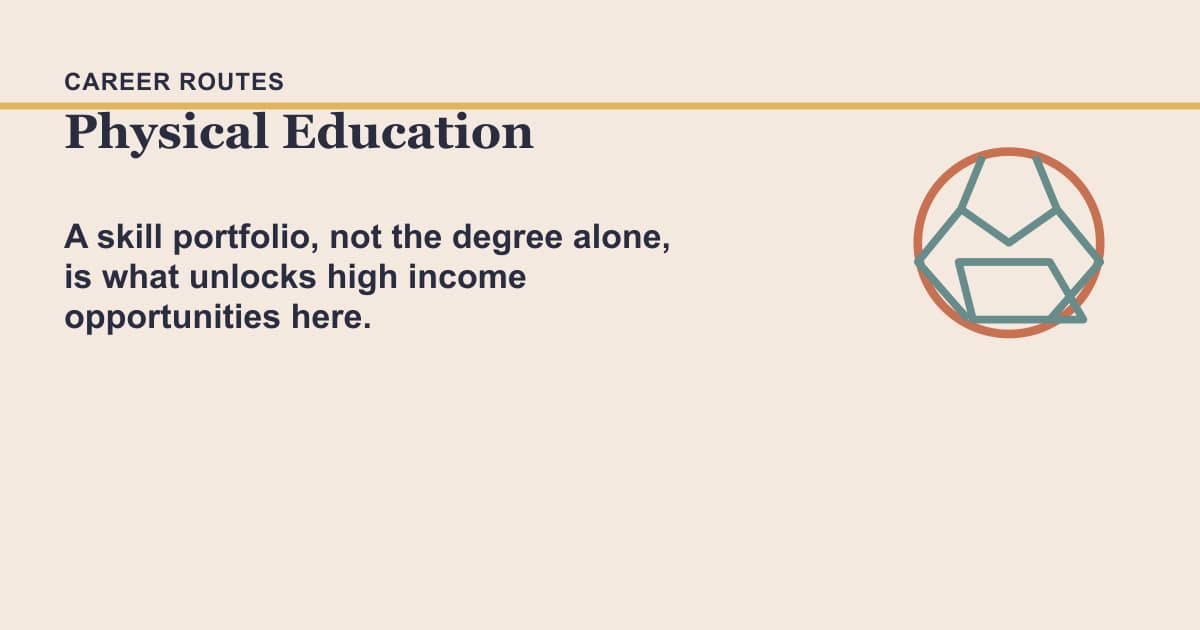 CAREER ROUTES
Physical Education
A skill portfolio, not the degree alone,
is what unlocks high income
opportunities here.